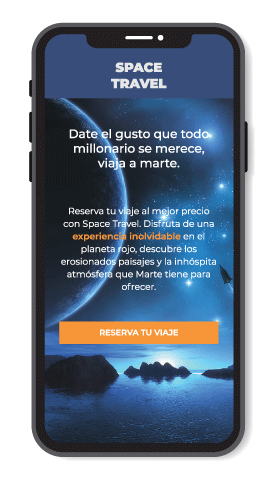 SPACE
TRAVEL
Date el gusto que todo
millonario se merece,
viaja a marte.
Reserva tu viaje al mejor precio
con Space Travel. Disfruta de una
experiencia inolvidable en el
planeta rojo, descubre los
erosionados paisajes y la inhóspita
atmósfera que Marte tiene para
ofrecer.
RESERVA TU VIAJE